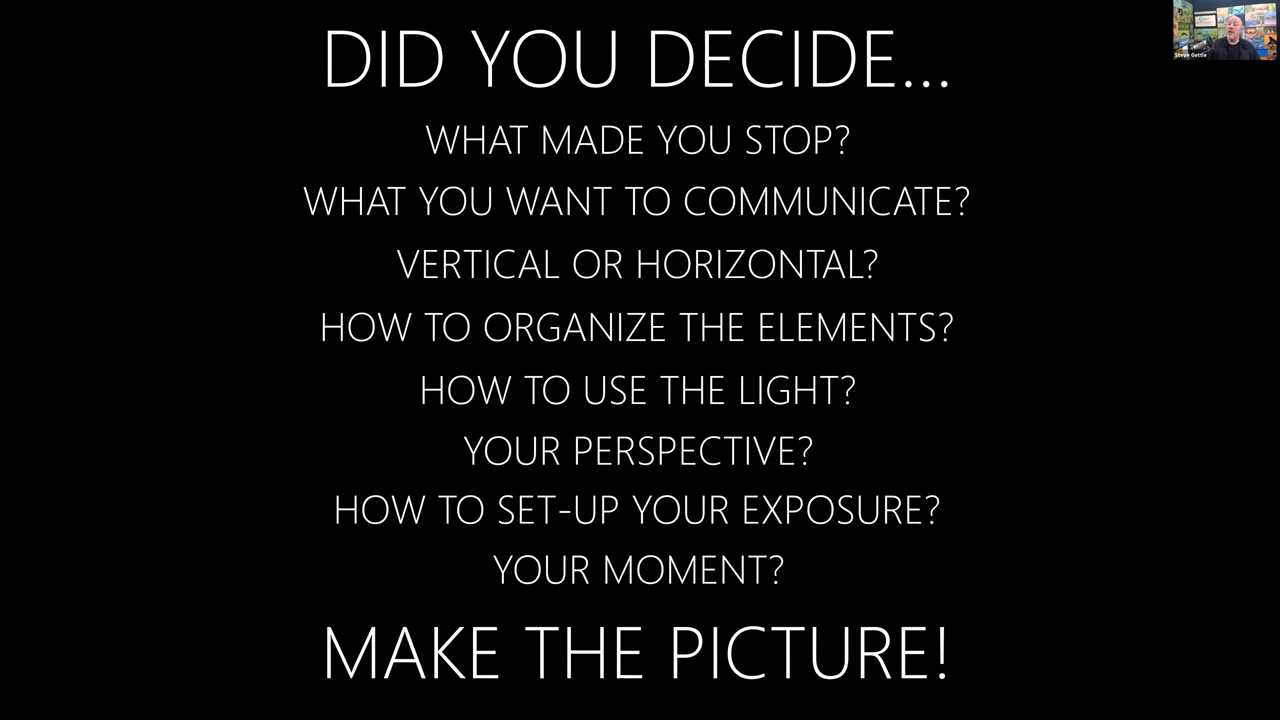 DID YOU DECIDE...
WHAT MADE YOU STOP?
WHAT YOU WANT TO COMMUNICATE?
VERTICAL OR HORIZONTAL?
HOW TO ORGANIZE THE ELEMENTS?
HOW TO USE THE LIGHT?
YOUR PERSPECTIVE?
HOW TO SET-UP YOUR EXPOSURE?
YOUR MOMENT?
MAKE THE PICTURE!
Steve Gettle